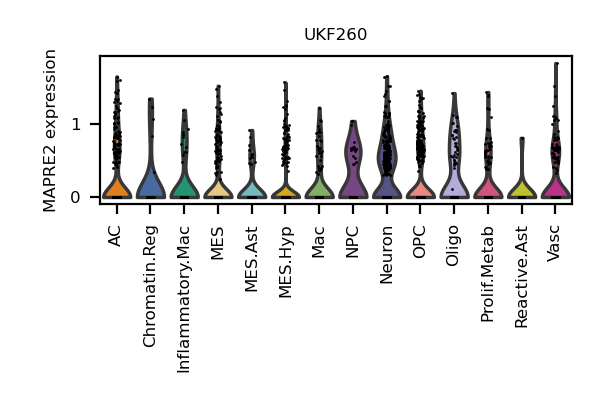 UKF260
MAPRE2 expression
1
0
AC
Chromatin.Reg
Inflammatory.Mac
MES
MES.Ast
MES.Hyp
Mac
NPC
Neuron
OPC
Oligo
Prolif.Metab
Reactive.Ast
Vasc